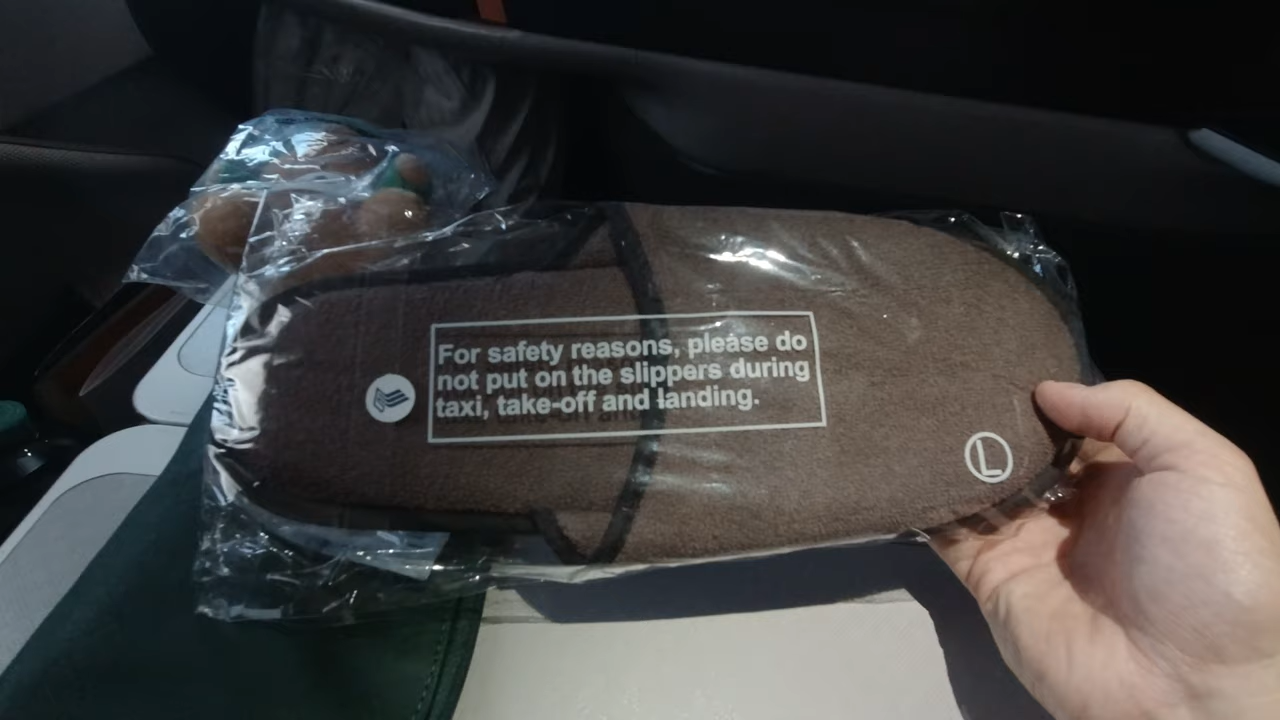 For safety reasons, please do
not put on the slippers during
taxi, take-off and landing.
L